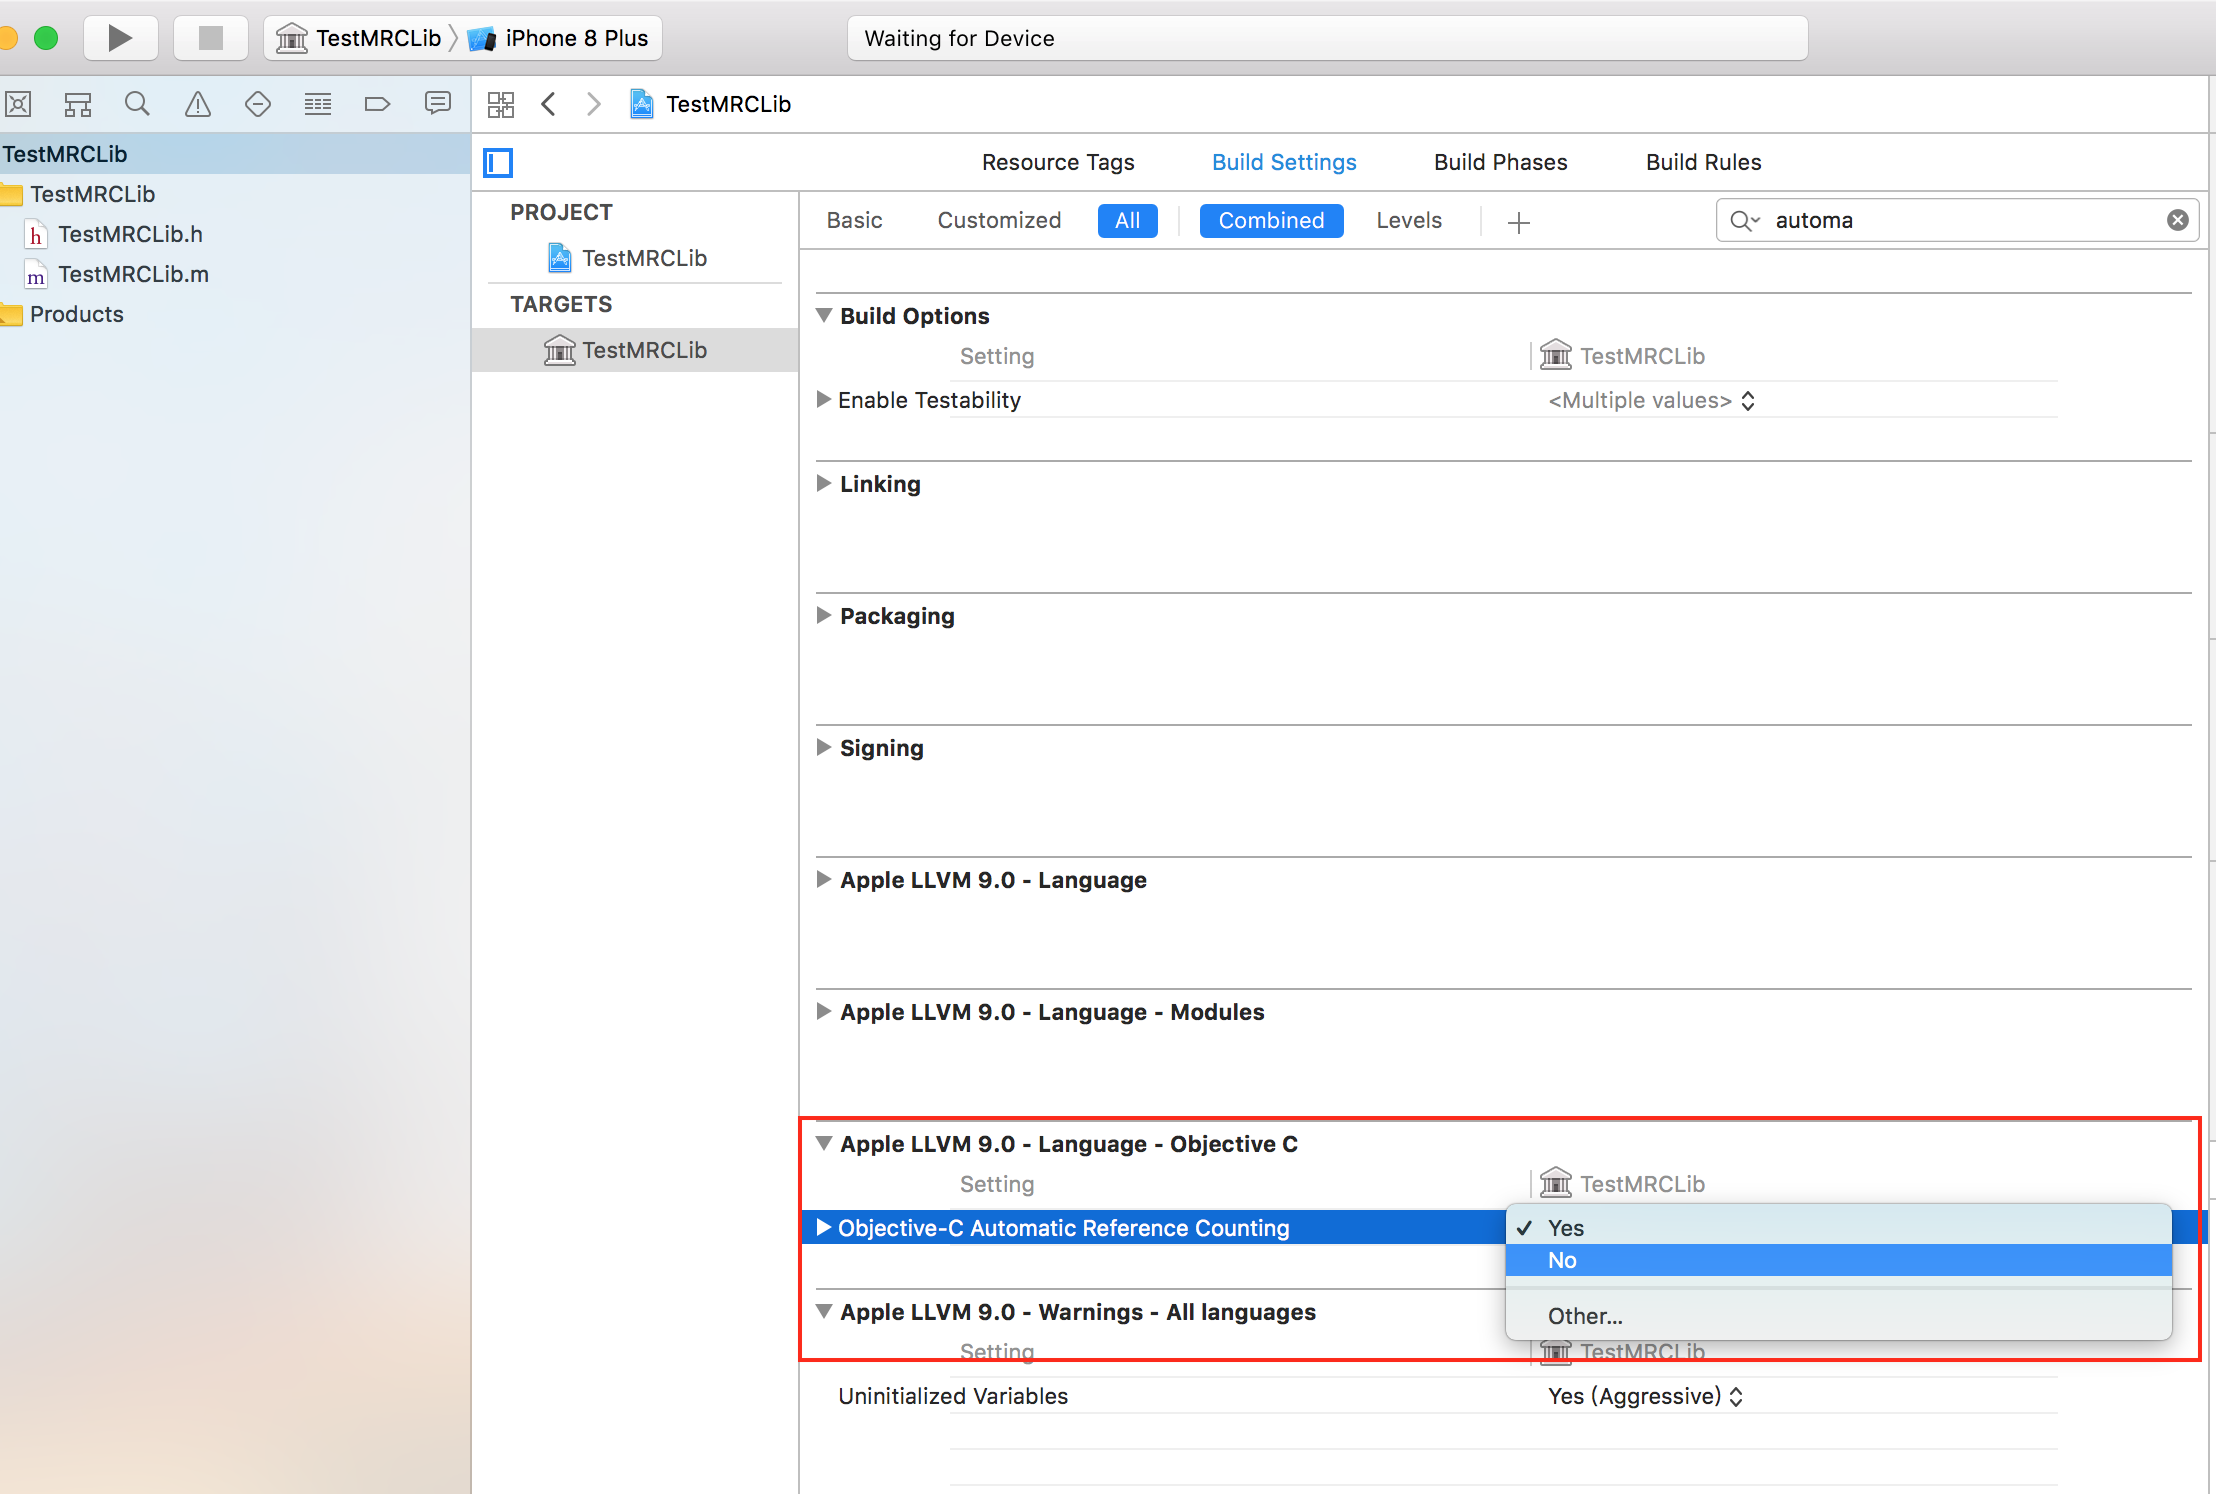 TestMRCLib iPhone 8 Plus Waiting for Device
TestMRCLib
TestMRCLib
TestMRCLib
h TestMRCLib.h
m TestMRCLib.m
Products
Resource Tags Build Settings Build Phases Build Rules
PROJECT
TestMRCLib
TARGETS
TestMRCLib
Basic Customized All Combined Levels + automa
Build Options
Setting TestMRCLib
Enable Testability <Multiple values>
Linking
Packaging
Signing
Apple LLVM 9.0 - Language
Apple LLVM 9.0 - Language - Modules
Apple LLVM 9.0 - Language - Objective C
Setting TestMRCLib
Objective-C Automatic Reference Counting ✓ Yes
No
Other...
Apple LLVM 9.0 - Warnings - All languages
Setting TestMRCLib
Uninitialized Variables Yes (Aggressive)